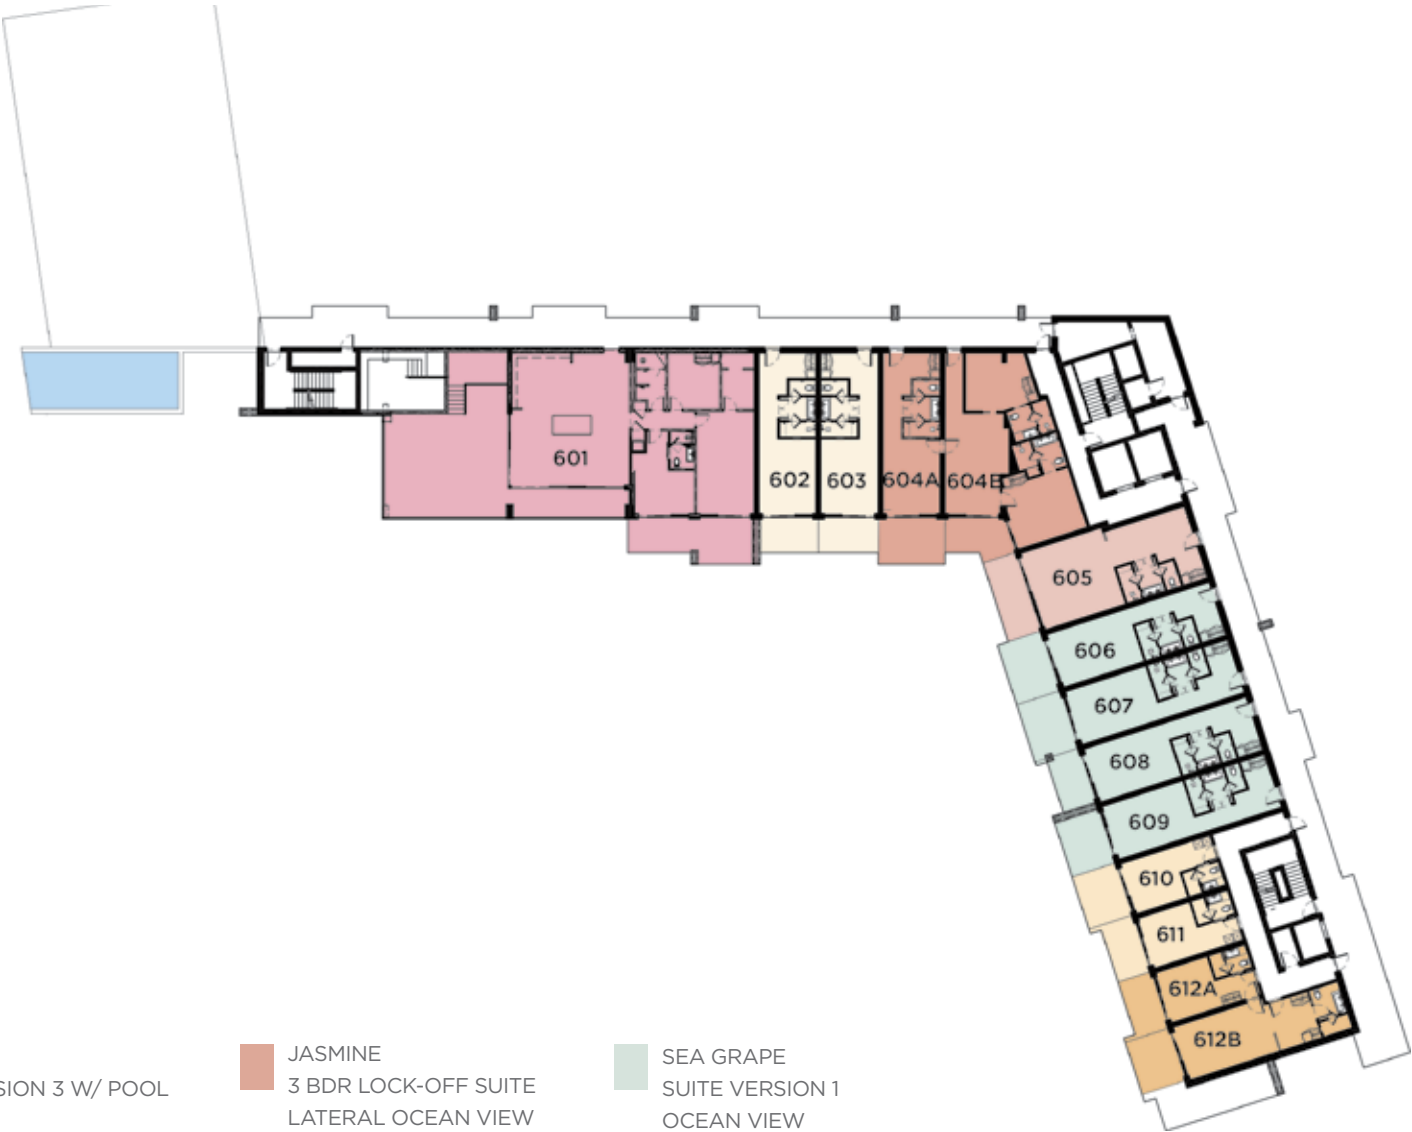 601
602
603
604A
604B
605
606
607
608
609
610
611
612A
612B
SION 3 W/ POOL
JASMINE
3 BDR LOCK-OFF SUITE
LATERAL OCEAN VIEW
SEA GRAPE
SUITE VERSION 1
OCEAN VIEW